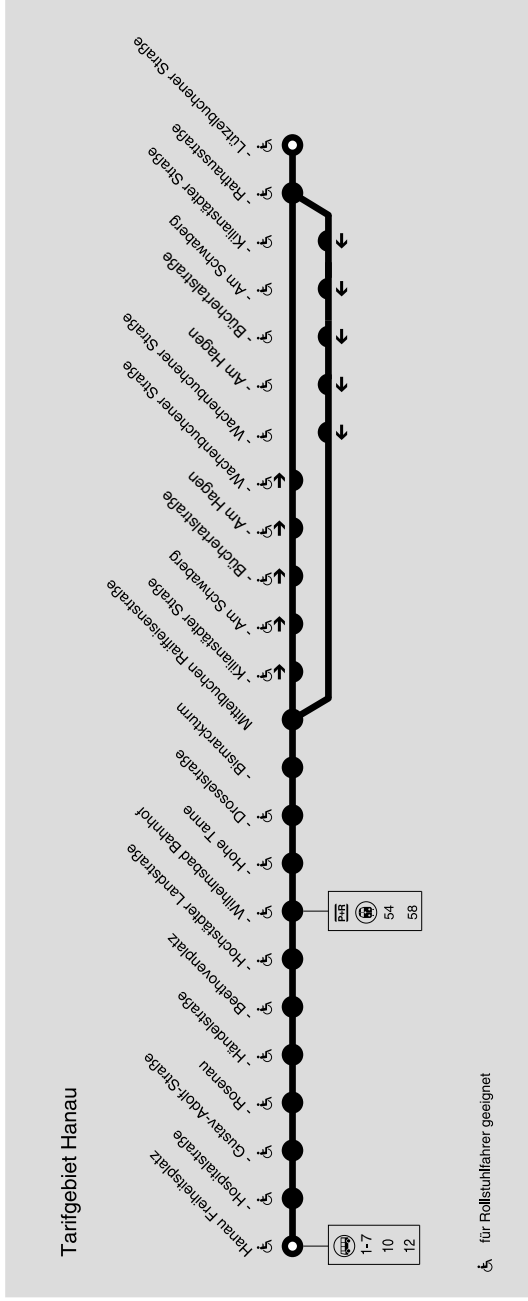 Tarifgebiet Hanau
Hanau Freiheitsplatz
- Hospitalstraße
- Gustav-Adolf-Straße
- Rosenau
- Händelstraße
- Beethovenplatz
- Hochstädter Landstraße
- Wilhelmsbad Bahnhof
- Hohe Tanne
- Drosselstraße
- Bismarckturm
Mittelbuchen Raiffeisenstraße
- Kilianstädter Straße
- Am Schwaberg
- Büchertalstraße
- Am Hagen
- Wachenbuchener Straße
- Wachenbuchener Straße
- Am Hagen
- Büchertalstraße
- Am Schwaberg
- Kilianstädter Straße
- Rathausstraße
- Lützelbuchener Straße
1-7
10
12
P+R
54
58
für Rollstuhlfahrer geeignet